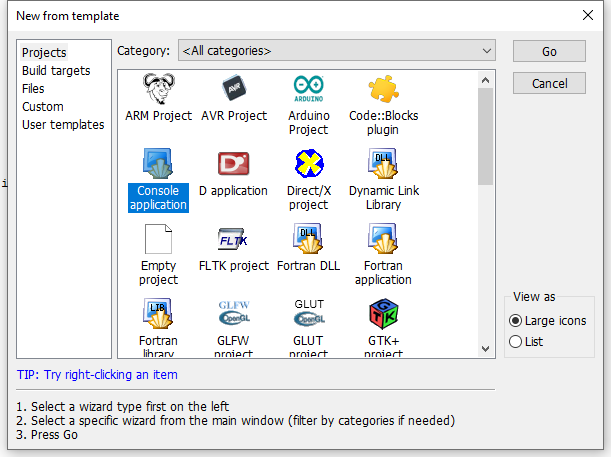 New from template
Projects
Build targets
Files
Custom
User templates
Category:
<All categories>
Go
Cancel
AVR
ARDUINO
ARM Project
AVR Project
Arduino
Project
Code::Blocks
plugin
D
DLL
Console
application
D application
Direct/X
project
Dynamic Link
Library
FLTK
DLL
Empty
project
FLTK project
Fortran DLL
Fortran
application
LIB
GLFW
OpenGL
GLUT
OpenGL
GTK
Fortran
library
GLFW
project
GLUT
project
GTK+
project
View as
Large icons
List
TIP: Try right-clicking an item
1. Select a wizard type first on the left
2. Select a specific wizard from the main window (filter by categories if needed)
3. Press Go
i